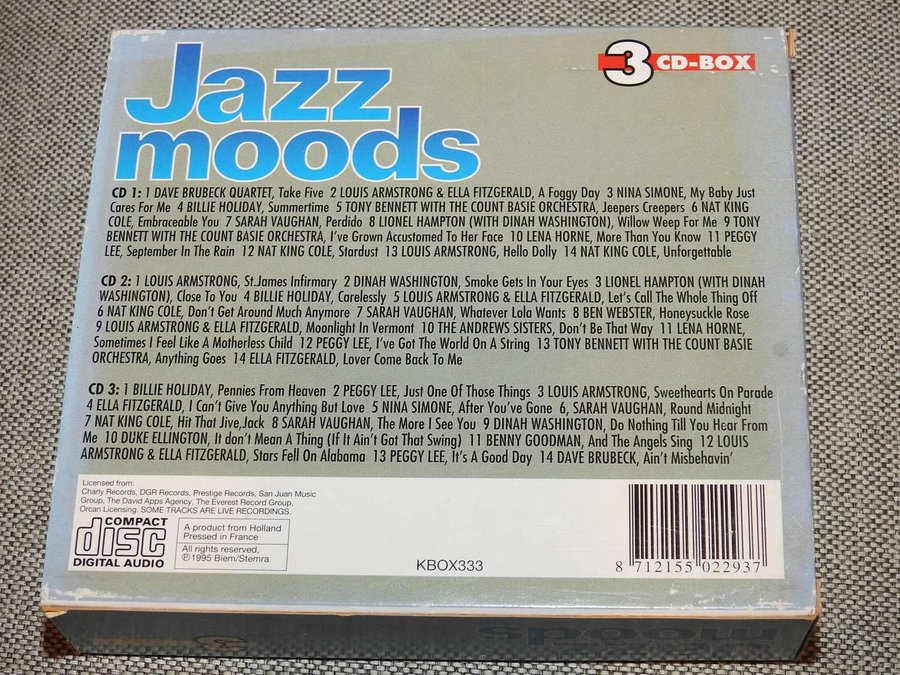 Jazz
moods
3 CD-BOX
CD 1: 1 DAVE BRUBECK QUARTET, Take Five 2 LOUIS ARMSTRONG & ELLA FITZGERALD, A Foggy Day 3 NINA SIMONE, My Baby Just
Cares For Me 4 BILLIE HOLIDAY, Summertime 5 TONY BENNETT WITH THE COUNT BASIE ORCHESTRA, Jeepers Creepers 6 NAT KING
COLE, Embraceable You 7 SARAH VAUGHAN, Perdido 8 LIONEL HAMPTON (WITH DINAH WASHINGTON), Willow Weep For Me 9 TONY
BENNETT WITH THE COUNT BASIE ORCHESTRA, I've Grown Accustomed To Her Face 10 LENA HORNE, More Than You Know 11 PEGGY
LEE, September In The Rain 12 NAT KING COLE, Stardust 13 LOUIS ARMSTRONG, Hello Dolly 14 NAT KING COLE, Unforgettable
CD 2: 1 LOUIS ARMSTRONG, St.James Infirmary 2 DINAH WASHINGTON, Smoke Gets In Your Eyes 3 LIONEL HAMPTON (WITH DINAH
WASHINGTON), Close To You 4 BILLIE HOLIDAY, Carelessly 5 LOUIS ARMSTRONG & ELLA FITZGERALD, Let's Call The Whole Thing Off
6 NAT KING COLE, Don't Get Around Much Anymore 7 SARAH VAUGHAN, Whatever Lola Wants 8 BEN WEBSTER, Honeysuckle Rose
9 LOUIS ARMSTRONG & ELLA FITZGERALD, Moonlight In Vermont 10 THE ANDREWS SISTERS, Don't Be That Way 11 LENA HORNE,
Sometimes I Feel Like A Motherless Child 12 PEGGY LEE, I've Got The World On A String 13 TONY BENNETT WITH THE COUNT BASIE
ORCHESTRA, Anything Goes 14 ELLA FITZGERALD, Lover Come Back To Me
CD 3: 1 BILLIE HOLIDAY, Pennies From Heaven 2 PEGGY LEE, Just One Of Those Things 3 LOUIS ARMSTRONG, Sweethearts On Parade
4 ELLA FITZGERALD, I Can't Give You Anything But Love 5 NINA SIMONE, After You've Gone 6, SARAH VAUGHAN, Round Midnight
7 NAT KING COLE, Hit That Jive,Jack 8 SARAH VAUGHAN, The More I See You 9 DINAH WASHINGTON, Do Nothing Till You Hear From
Me 10 DUKE ELLINGTON, It don't Mean A Thing (If It Ain't Got That Swing) 11 BENNY GOODMAN, And The Angels Sing 12 LOUIS
ARMSTRONG & ELLA FITZGERALD, Stars Fell On Alabama 13 PEGGY LEE, It's A Good Day 14 DAVE BRUBECK, Ain't Misbehavin'
Licensed from:
Charly Records, DGR Records, Prestige Records, San Juan Music
Group, The David Apps Agency, The Everest Record Group,
Orcan Licensing. SOME TRACKS ARE LIVE RECORDINGS.
COMPACT
disc
DIGITAL AUDIO
A product from Holland
Pressed in France
All rights reserved,
℗1995 Biem/Stemra
KBOX333
8 712155 022937
3
moods